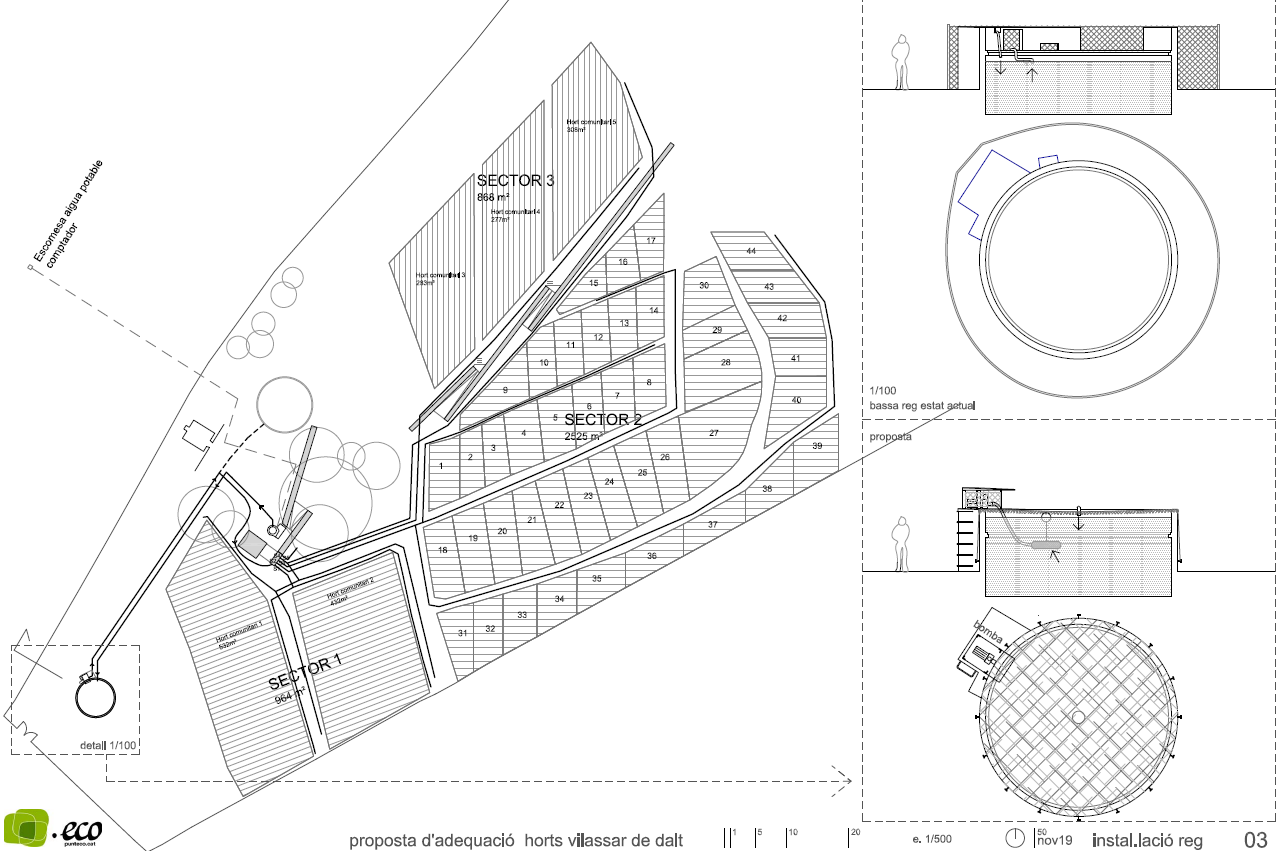 Escomesa aigua potable
comptador
Hort comunitari 5
308m²
SECTOR 3
868 m²
Hort comunitari 4
277m²
Hort comunitari 3
283m²
17
16
15
14
13
12
11
10
9
8
7
6
5
4
3
2
1
SECTOR 2
2525 m²
44
43
42
41
40
39
38
37
36
35
34
33
32
31
30
29
28
27
26
25
24
23
22
21
20
19
18
Hort comunitari 2
432m²
Hort comunitari 1
532m²
SECTOR 1
964 m²
detall 1/100
1/100
bassa reg estat actual
proposta
bomba
.eco
punteco.cat
proposta d'adequació horts vilassar de dalt
1 5 10 20 50
e. 1/500
nov19
instal.lació reg
03